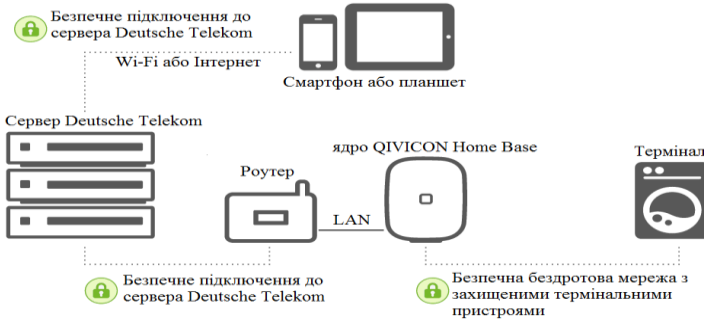 Безпечне підключення до
сервера Deutsche Telekom
Wi-Fi або Інтернет
Смартфон або планшет
Сервер Deutsche Telekom
Роутер
ядро QIVICON Home Base
Термінал
LAN
Безпечне підключення до
сервера Deutsche Telekom
Безпечна бездротова мережа з
захищеними термінальними
пристроями